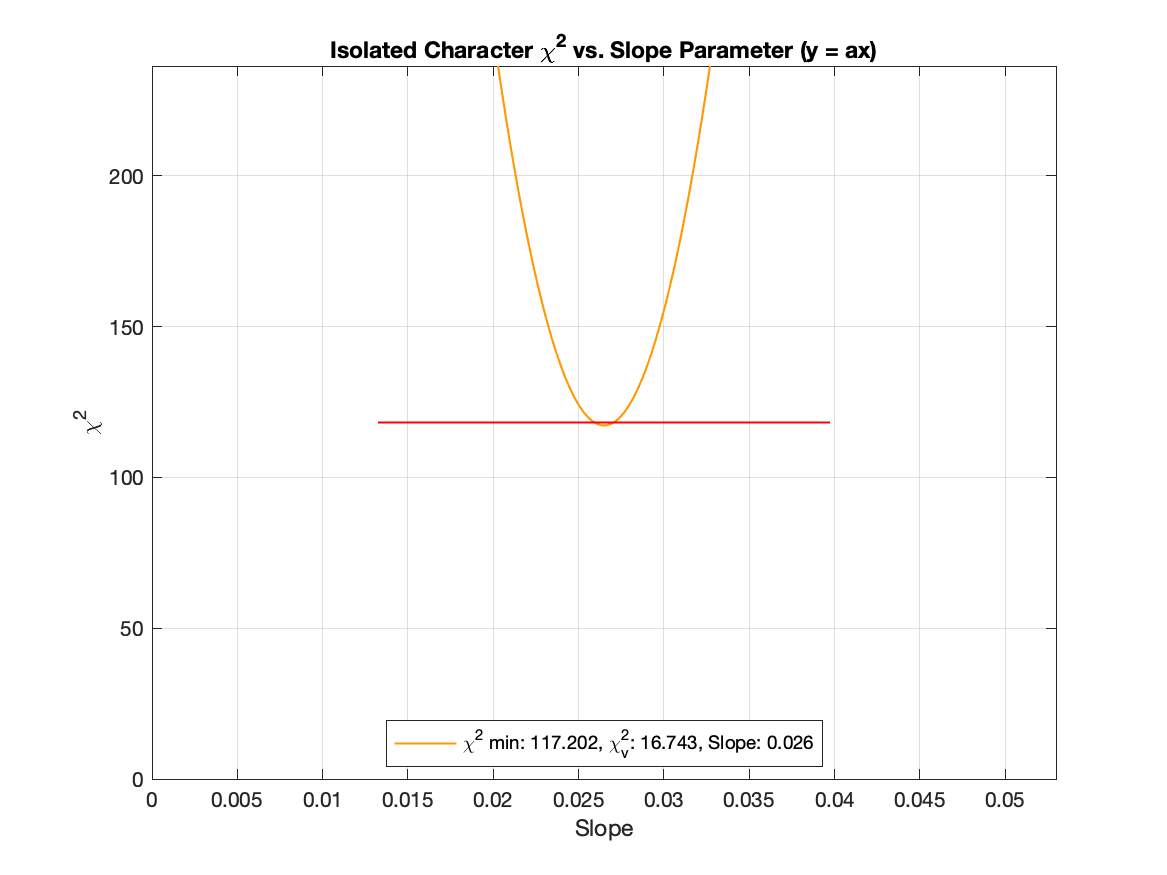 Isolated Character χ² vs. Slope Parameter (y = ax)
200
150
χ²
100
50
0
χ² min: 117.202, χ²ᵥ: 16.743, Slope: 0.026
0 0.005 0.01 0.015 0.02 0.025 0.03 0.035 0.04 0.045 0.05
Slope